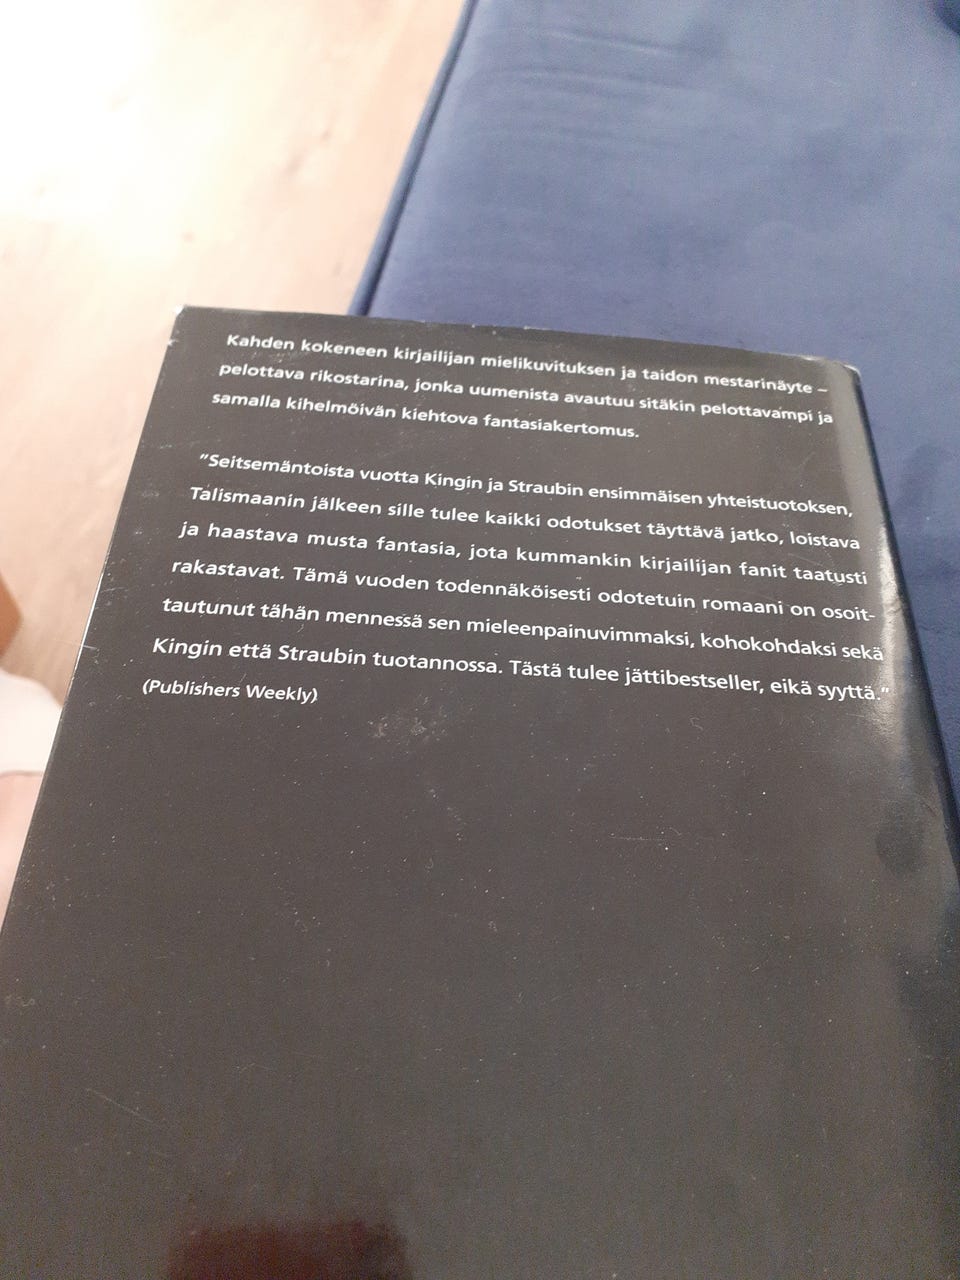 Kahden kokeneen kirjailijan mielikuvituksen ja taidon mestarinäyte –
pelottava rikostarina, jonka uumenista avautuu sitäkin pelottavampi ja
samalla kihelmöivän kiehtova fantasiakertomus.
”Seitsemäntoista vuotta Kingin ja Straubin ensimmäisen yhteistuotoksen,
Talismaanin jälkeen sille tulee kaikki odotukset täyttävä jatko, loistava
ja haastava musta fantasia, jota kummankin kirjailijan fanit taatusti
rakastavat. Tämä vuoden todennäköisesti odotetuin romaani on osoit-
tautunut tähän mennessä sen mieleenpainuvimmaksi, kohokohdaksi sekä
Kingin että Straubin tuotannossa. Tästä tulee jättibestseller, eikä syyttä.”
(Publishers Weekly)